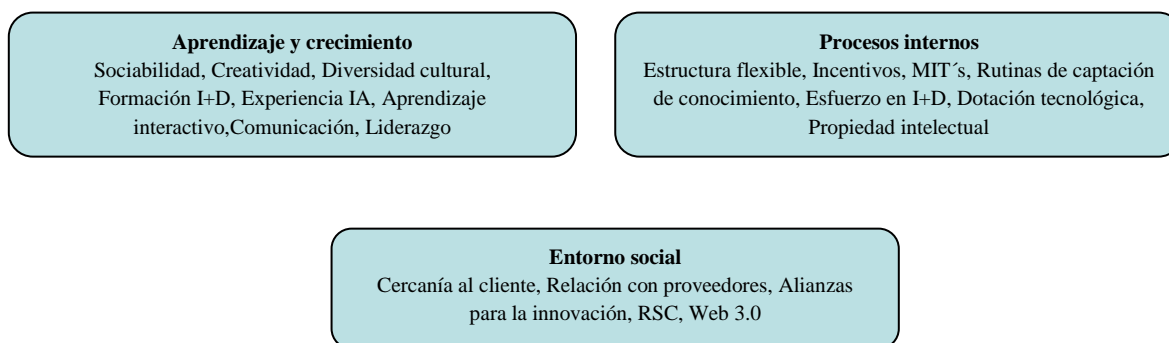 Aprendizaje y crecimiento
Sociabilidad, Creatividad, Diversidad cultural,
Formación I+D, Experiencia IA, Aprendizaje
interactivo,Comunicación, Liderazgo
Procesos internos
Estructura flexible, Incentivos, MIT´s, Rutinas de captación
de conocimiento, Esfuerzo en I+D, Dotación tecnológica,
Propiedad intelectual
Entorno social
Cercanía al cliente, Relación con proveedores, Alianzas
para la innovación, RSC, Web 3.0